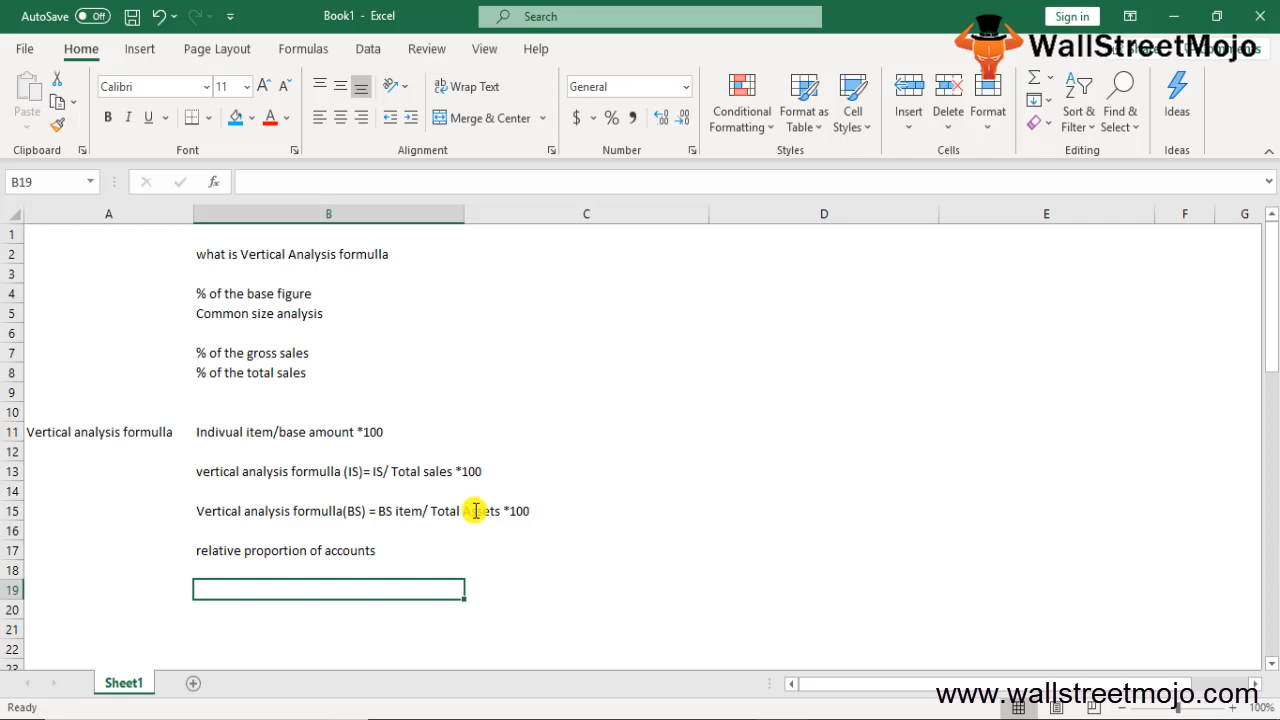 AutoSave Off Book1 - Excel Search Sign in
File Home Insert Page Layout Formulas Data Review View Help WallStreetMojo
Paste Calibri 11 Wrap Text General Conditional Formatting Format as Table Cell Styles Insert Delete Format Sort & Filter Find & Select Ideas
B I U A Merge & Center $ % ,
Clipboard Font Alignment Number Styles Cells Editing Ideas
B19 fx
A B C D E F G
1
2 what is Vertical Analysis formulla
3
4 % of the base figure
5 Common size analysis
6
7 % of the gross sales
8 % of the total sales
9
10
11 Vertical analysis formulla Indivual item/base amount *100
12
13 vertical analysis formulla (IS)= IS/ Total sales *100
14
15 Vertical analysis formulla(BS) = BS item/ Total Assets *100
16
17 relative proportion of accounts
18
19
20
21
22
23
Sheet1
www.wallstreetmojo.com
100%